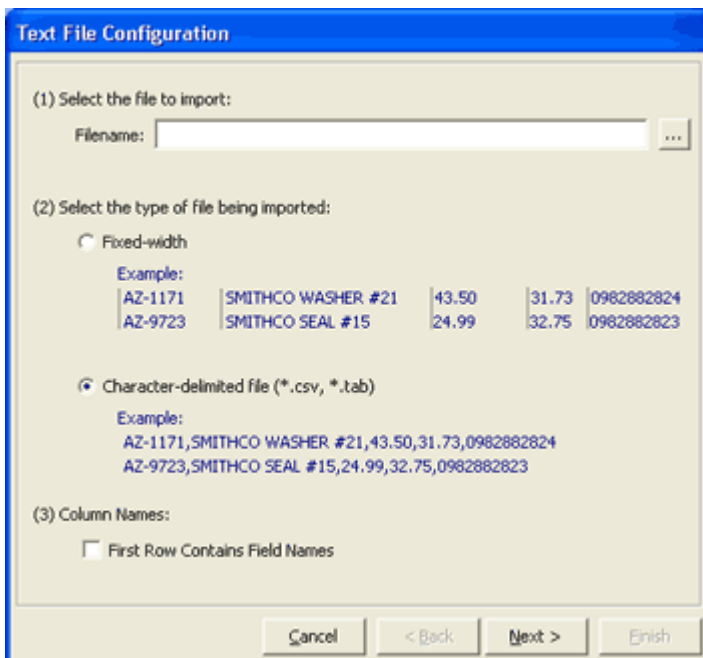 Text File Configuration
(1) Select the file to import:
Filename: ...
(2) Select the type of file being imported:
Fixed-width
Example:
AZ-1171 SMITHCO WASHER #21 43.50 31.73 0982882824
AZ-9723 SMITHCO SEAL #15 24.99 32.75 0982882823
Character-delimited file (*.csv, *.tab)
Example:
AZ-1171,SMITHCO WASHER #21,43.50,31.73,0982882824
AZ-9723,SMITHCO SEAL #15,24.99,32.75,0982882823
(3) Column Names:
First Row Contains Field Names
Cancel < Back Next > Finish